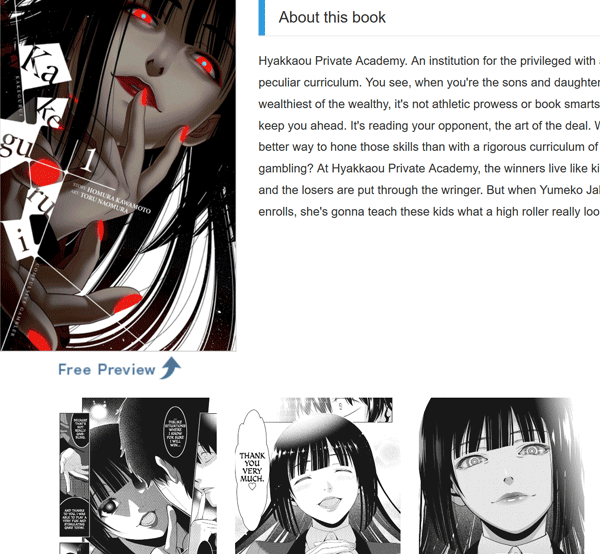 Ka
ke
gu
ru
i
1
STORY: HOMURA KAWAMOTO
ART: TORU NAOMURA
COMPULSIVE GAMBLER
About this book
Hyakkaou Private Academy. An institution for the privileged with
peculiar curriculum. You see, when you're the sons and daughter
wealthiest of the wealthy, it's not athletic prowess or book smarts
keep you ahead. It's reading your opponent, the art of the deal. W
better way to hone those skills than with a rigorous curriculum of
gambling? At Hyakkaou Private Academy, the winners live like ki
and the losers are put through the wringer. But when Yumeko Ja
enrolls, she's gonna teach these kids what a high roller really loo
Free Preview
THANK
YOU
VERY
MUCH.